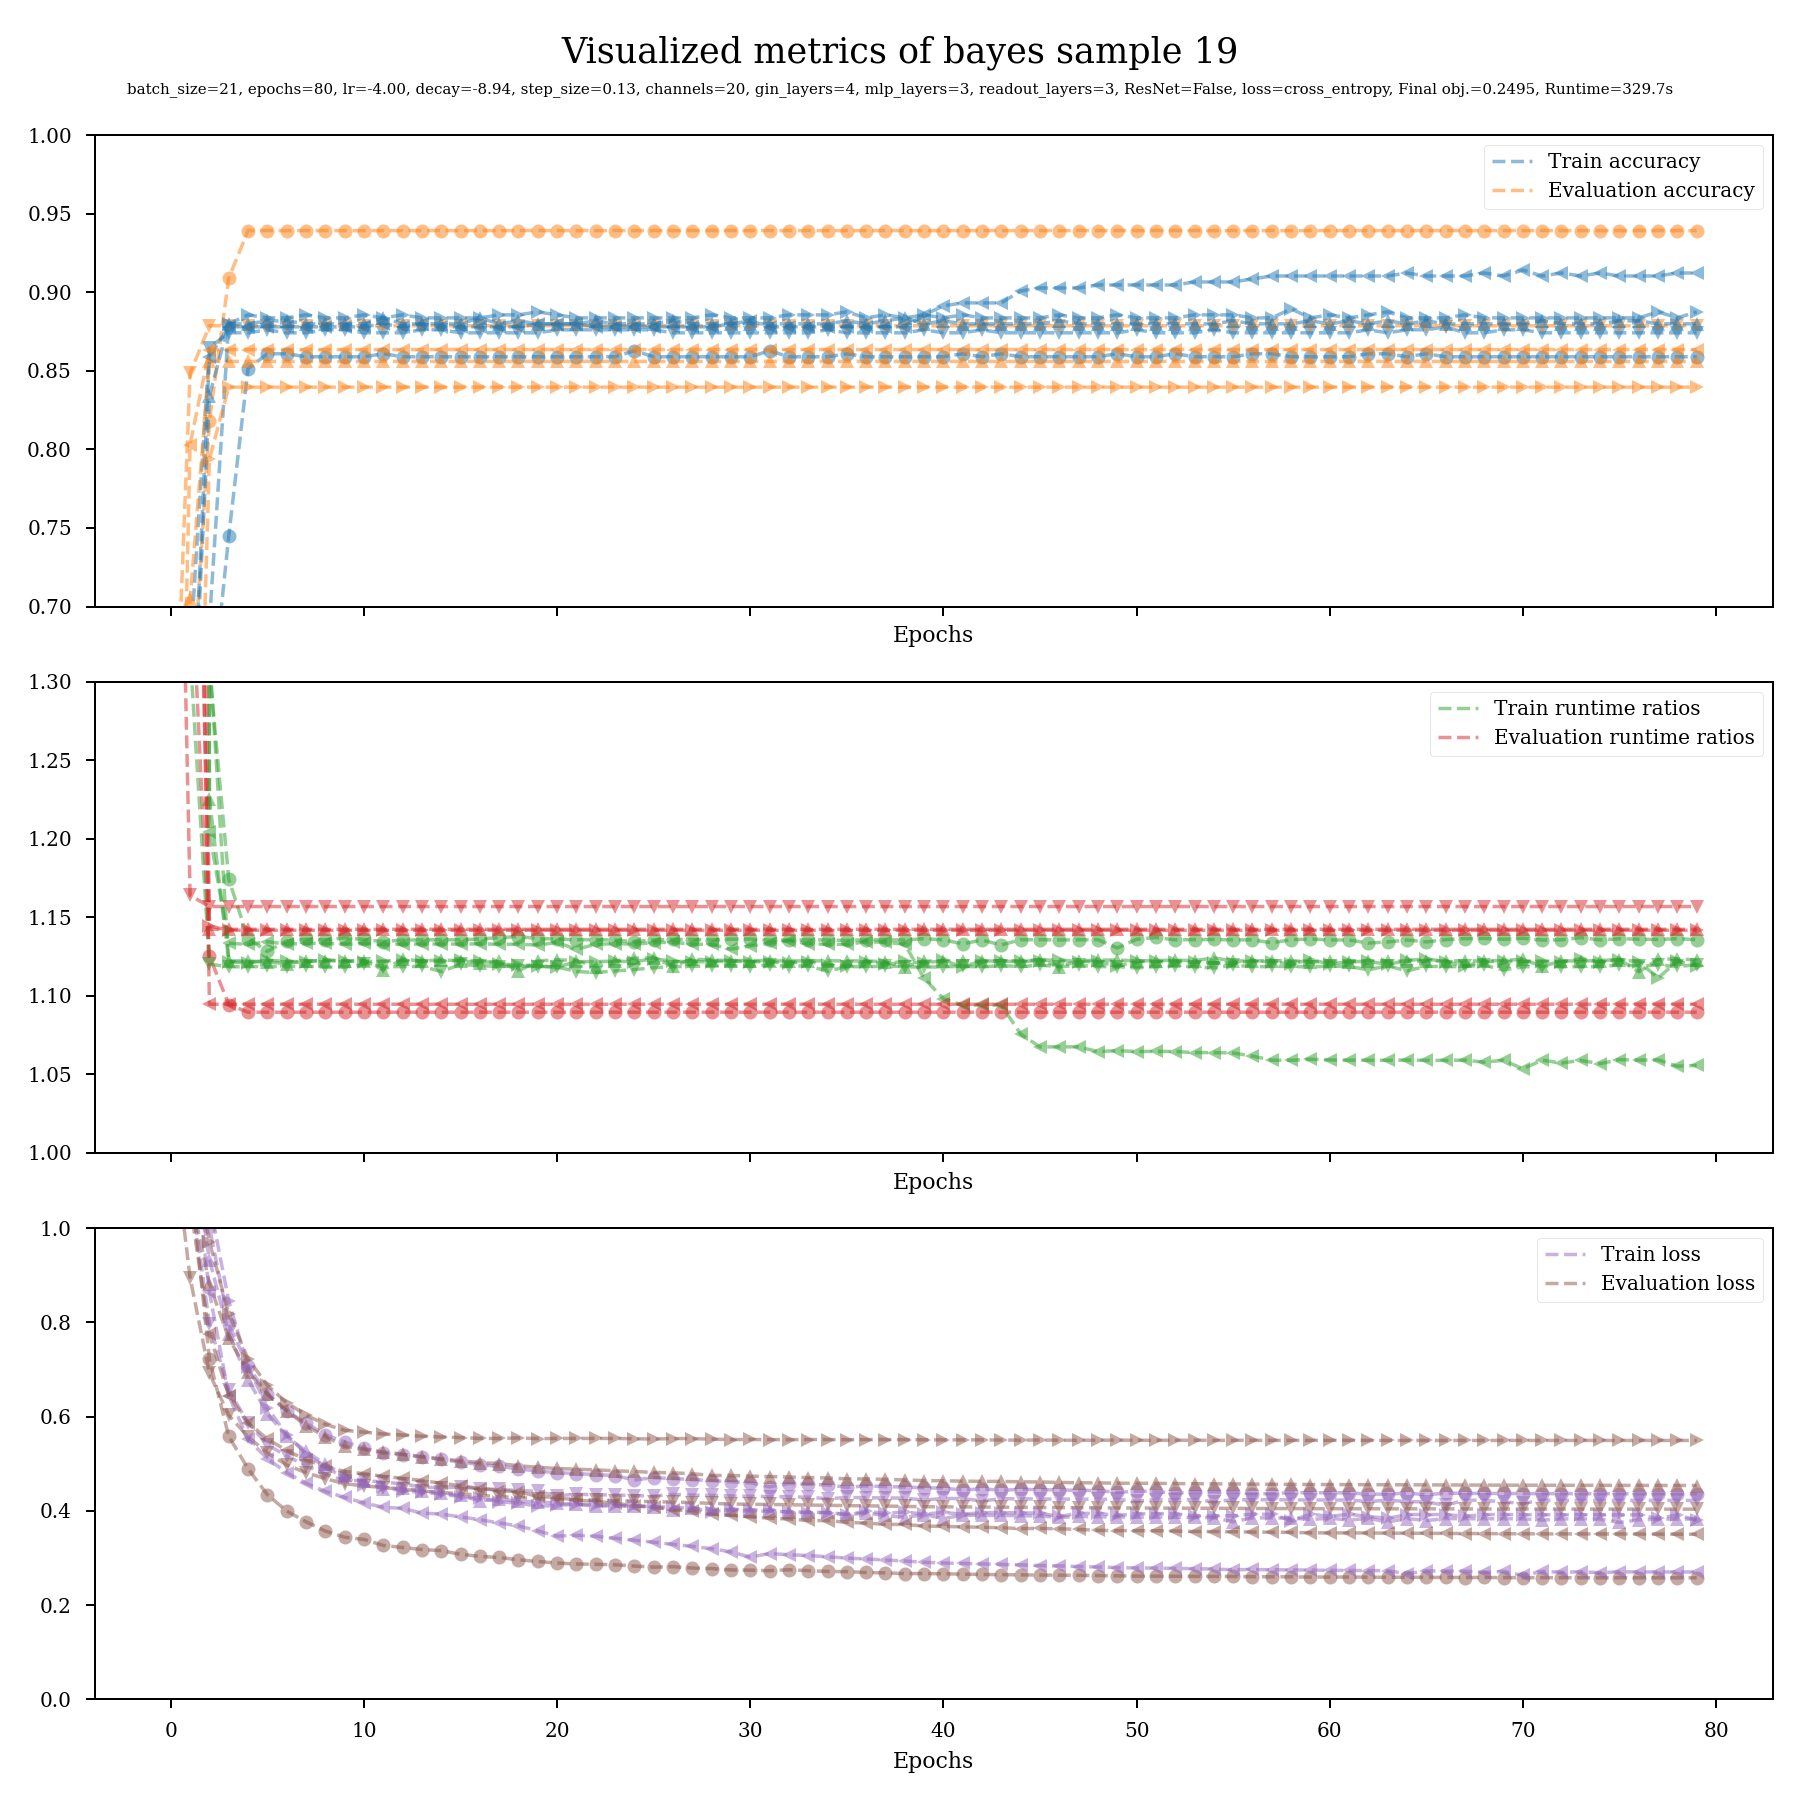 Visualized metrics of bayes sample 19
batch_size=21, epochs=80, lr=-4.00, decay=-8.94, step_size=0.13, channels=20, gin_layers=4, mlp_layers=3, readout_layers=3, ResNet=False, loss=cross_entropy, Final obj.=0.2495, Runtime=329.7s
1.00
0.95
0.90
0.85
0.80
0.75
0.70
Train accuracy
Evaluation accuracy
Epochs
1.30
1.25
1.20
1.15
1.10
1.05
1.00
Train runtime ratios
Evaluation runtime ratios
Epochs
1.0
0.8
0.6
0.4
0.2
0.0
Train loss
Evaluation loss
0 10 20 30 40 50 60 70 80
Epochs